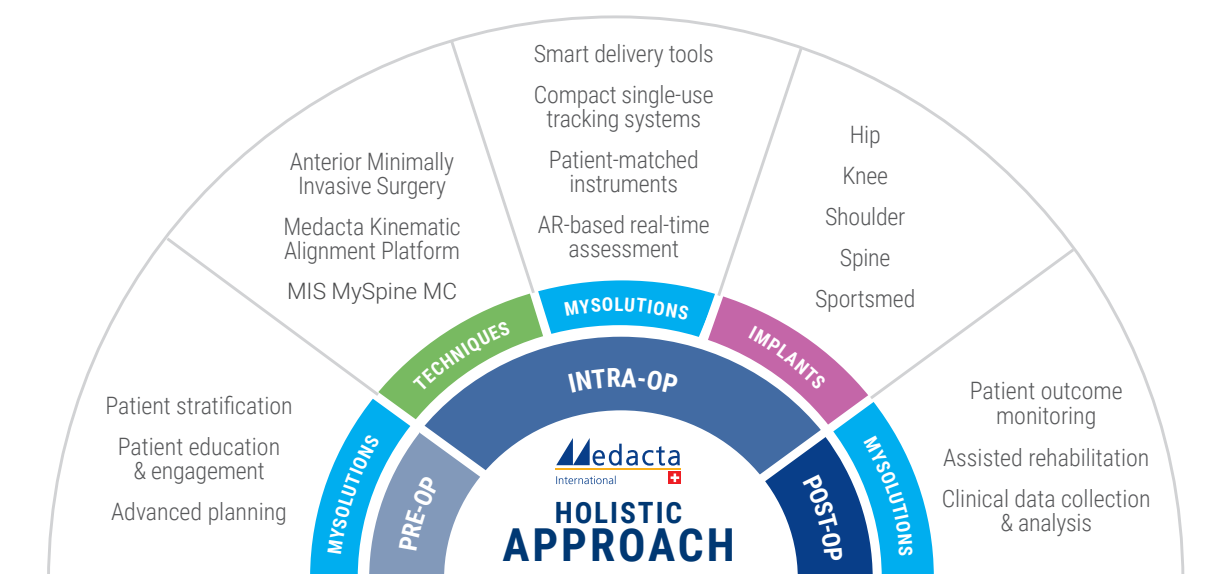 Patient stratification
Patient education
& engagement
Advanced planning
MYSOLUTIONS
PRE-OP
Anterior Minimally
Invasive Surgery
Medacta Kinematic
Alignment Platform
MIS MySpine MC
TECHNIQUES
Smart delivery tools
Compact single-use
tracking systems
Patient-matched
instruments
AR-based real-time
assessment
MYSOLUTIONS
INTRA-OP
Hip
Knee
Shoulder
Spine
Sportsmed
IMPLANTS
Patient outcome
monitoring
Assisted rehabilitation
Clinical data collection
& analysis
MYSOLUTIONS
POST-OP
Medacta
International
HOLISTIC
APPROACH